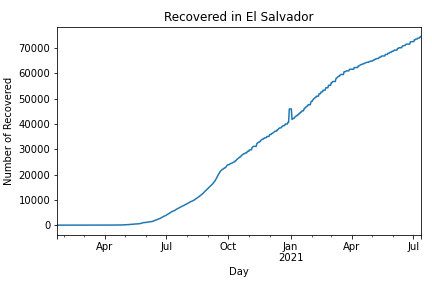 Recovered in El Salvador
Number of Recovered
70000
60000
50000
40000
30000
20000
10000
0
Apr
Jul
Oct
Jan
2021
Apr
Jul
Day